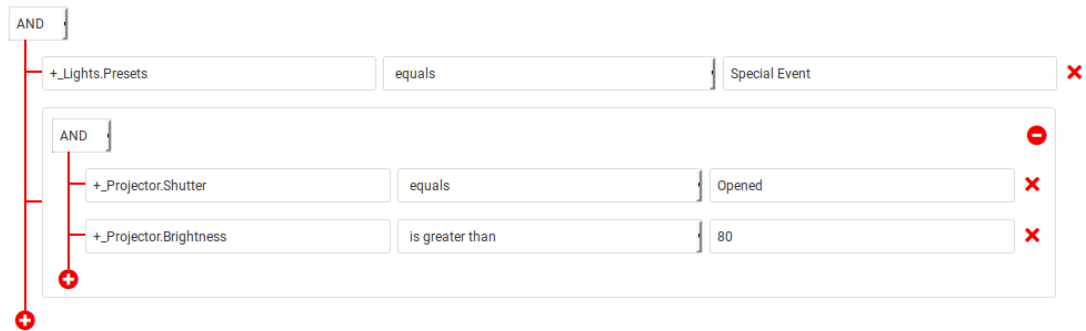 AND
+_Lights.Presets equals Special Event
AND
+_Projector.Shutter equals Opened
+_Projector.Brightness is greater than 80